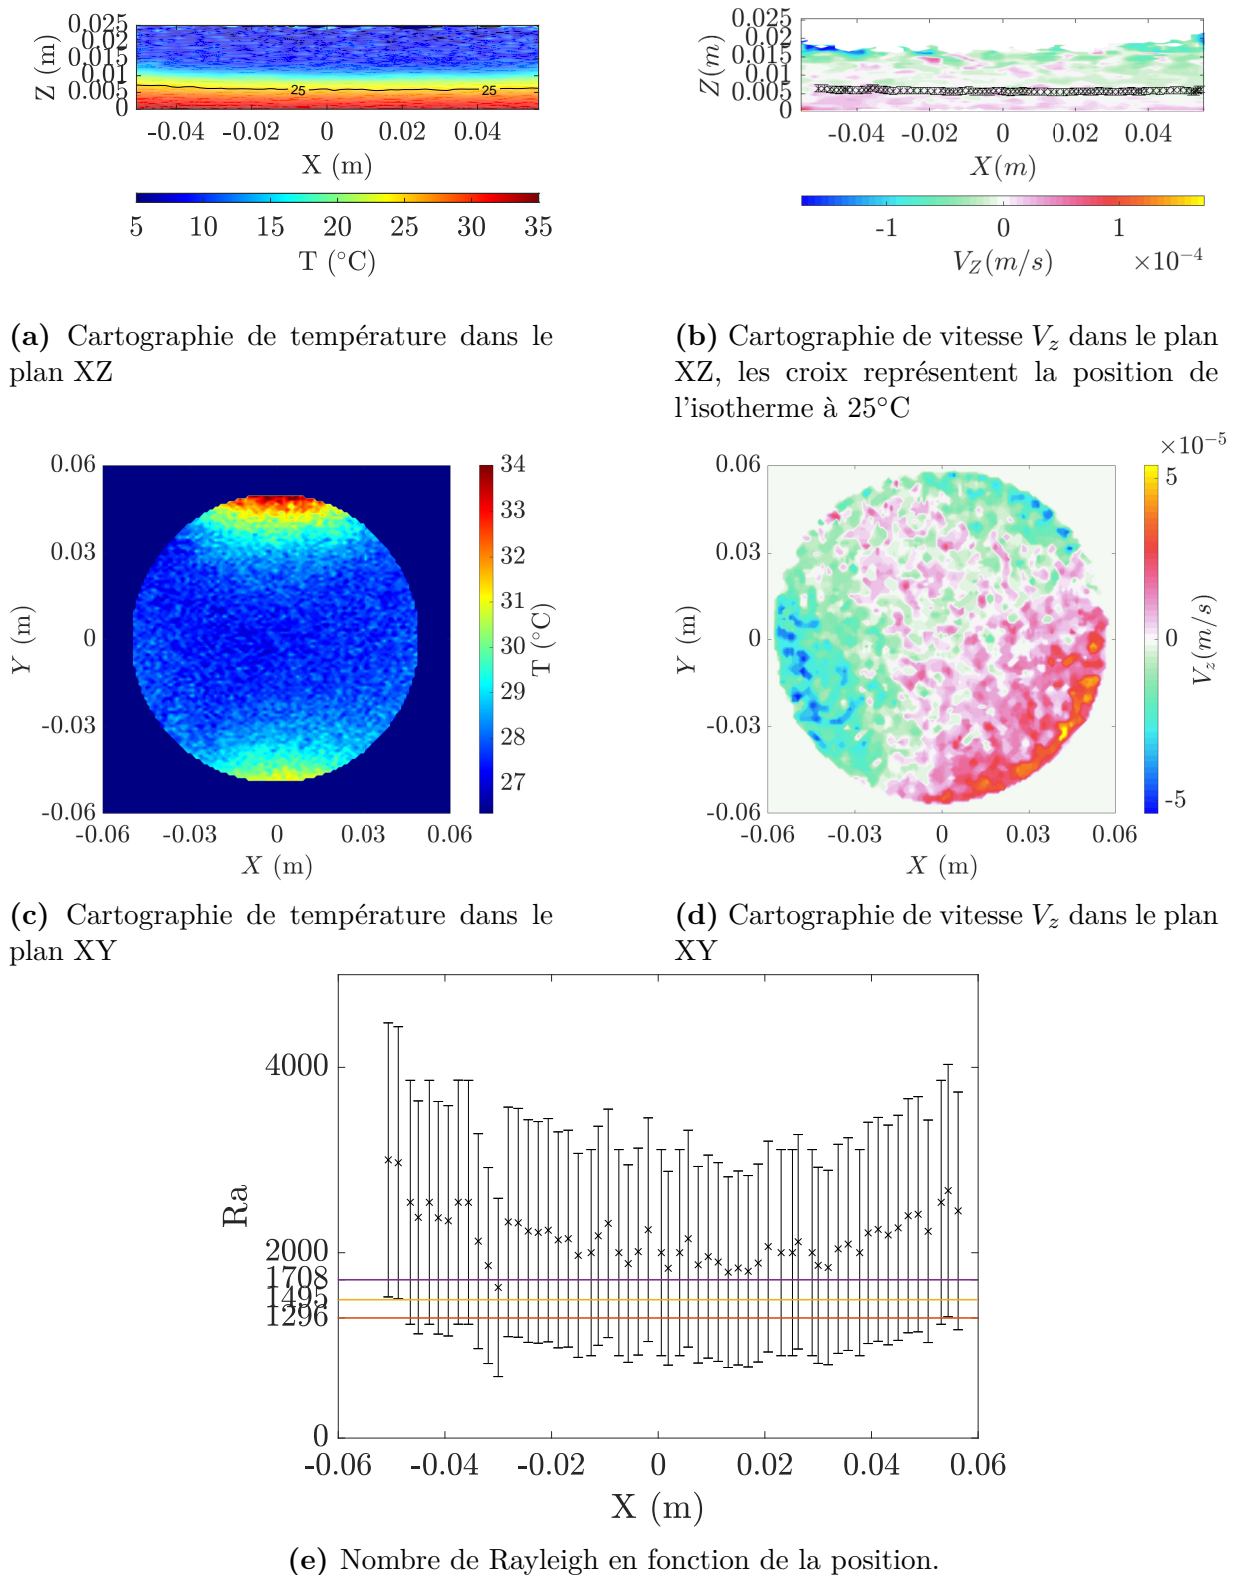 0.025
0.02
0.015
0.01
0.005
0
Z (m)
25
25
-0.04 -0.02 0 0.02 0.04
X (m)
5 10 15 20 25 30 35
T (°C)
0.025
0.02
0.015
0.01
0.005
0
Z(m)
-0.04 -0.02 0 0.02 0.04
X(m)
-1 0 1
V_Z(m/s) ×10⁻⁴
(a) Cartographie de température dans le
plan XZ
(b) Cartographie de vitesse V_z dans le plan
XZ, les croix représentent la position de
l'isotherme à 25°C
0.06
0.03
0
-0.03
-0.06
Y (m)
-0.06 -0.03 0 0.03 0.06
X (m)
34
33
32
31
30
29
28
27
T (°C)
0.06
0.03
0
-0.03
-0.06
Y (m)
-0.06 -0.03 0 0.03 0.06
X (m)
×10⁻⁵
5
0
-5
V_z(m/s)
(c) Cartographie de température dans le
plan XY
(d) Cartographie de vitesse V_z dans le plan
XY
4000
2000
1708
1495
1296
0
Ra
-0.06 -0.04 -0.02 0 0.02 0.04 0.06
X (m)
(e) Nombre de Rayleigh en fonction de la position.